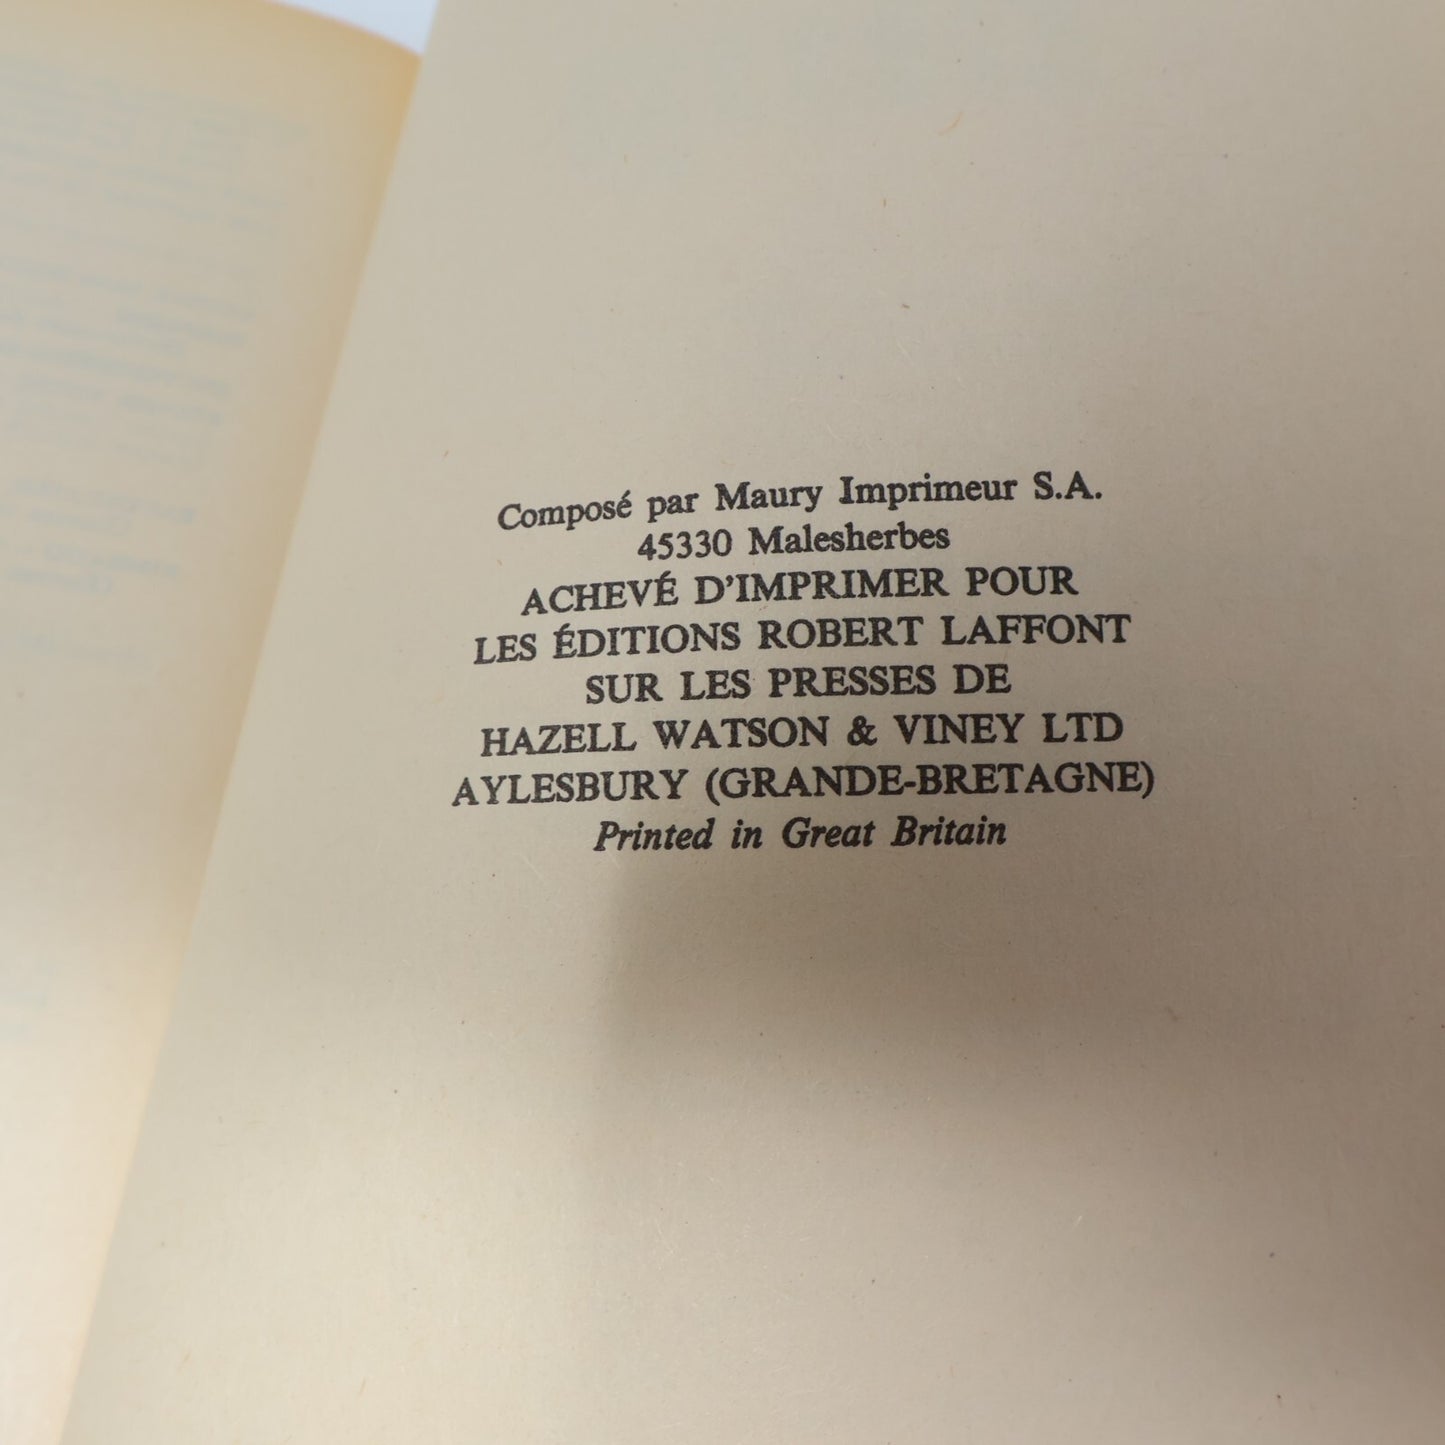 Composé par Maury Imprimeur S.A.
45330 Malesherbes
ACHEVÉ D'IMPRIMER POUR
LES ÉDITIONS ROBERT LAFFONT
SUR LES PRESSES DE
HAZELL WATSON & VINEY LTD
AYLESBURY (GRANDE-BRETAGNE)
Printed in Great Britain